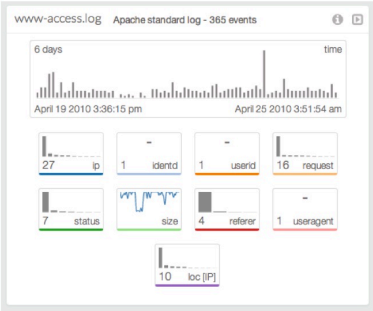 www-access.log Apache standard log - 365 events
6 days time
April 19 2010 3:36:15 pm April 25 2010 3:51:54 am
27 ip
1 identd
1 userid
16 request
7 status
size
4 referer
1 useragent
10 loc [IP]